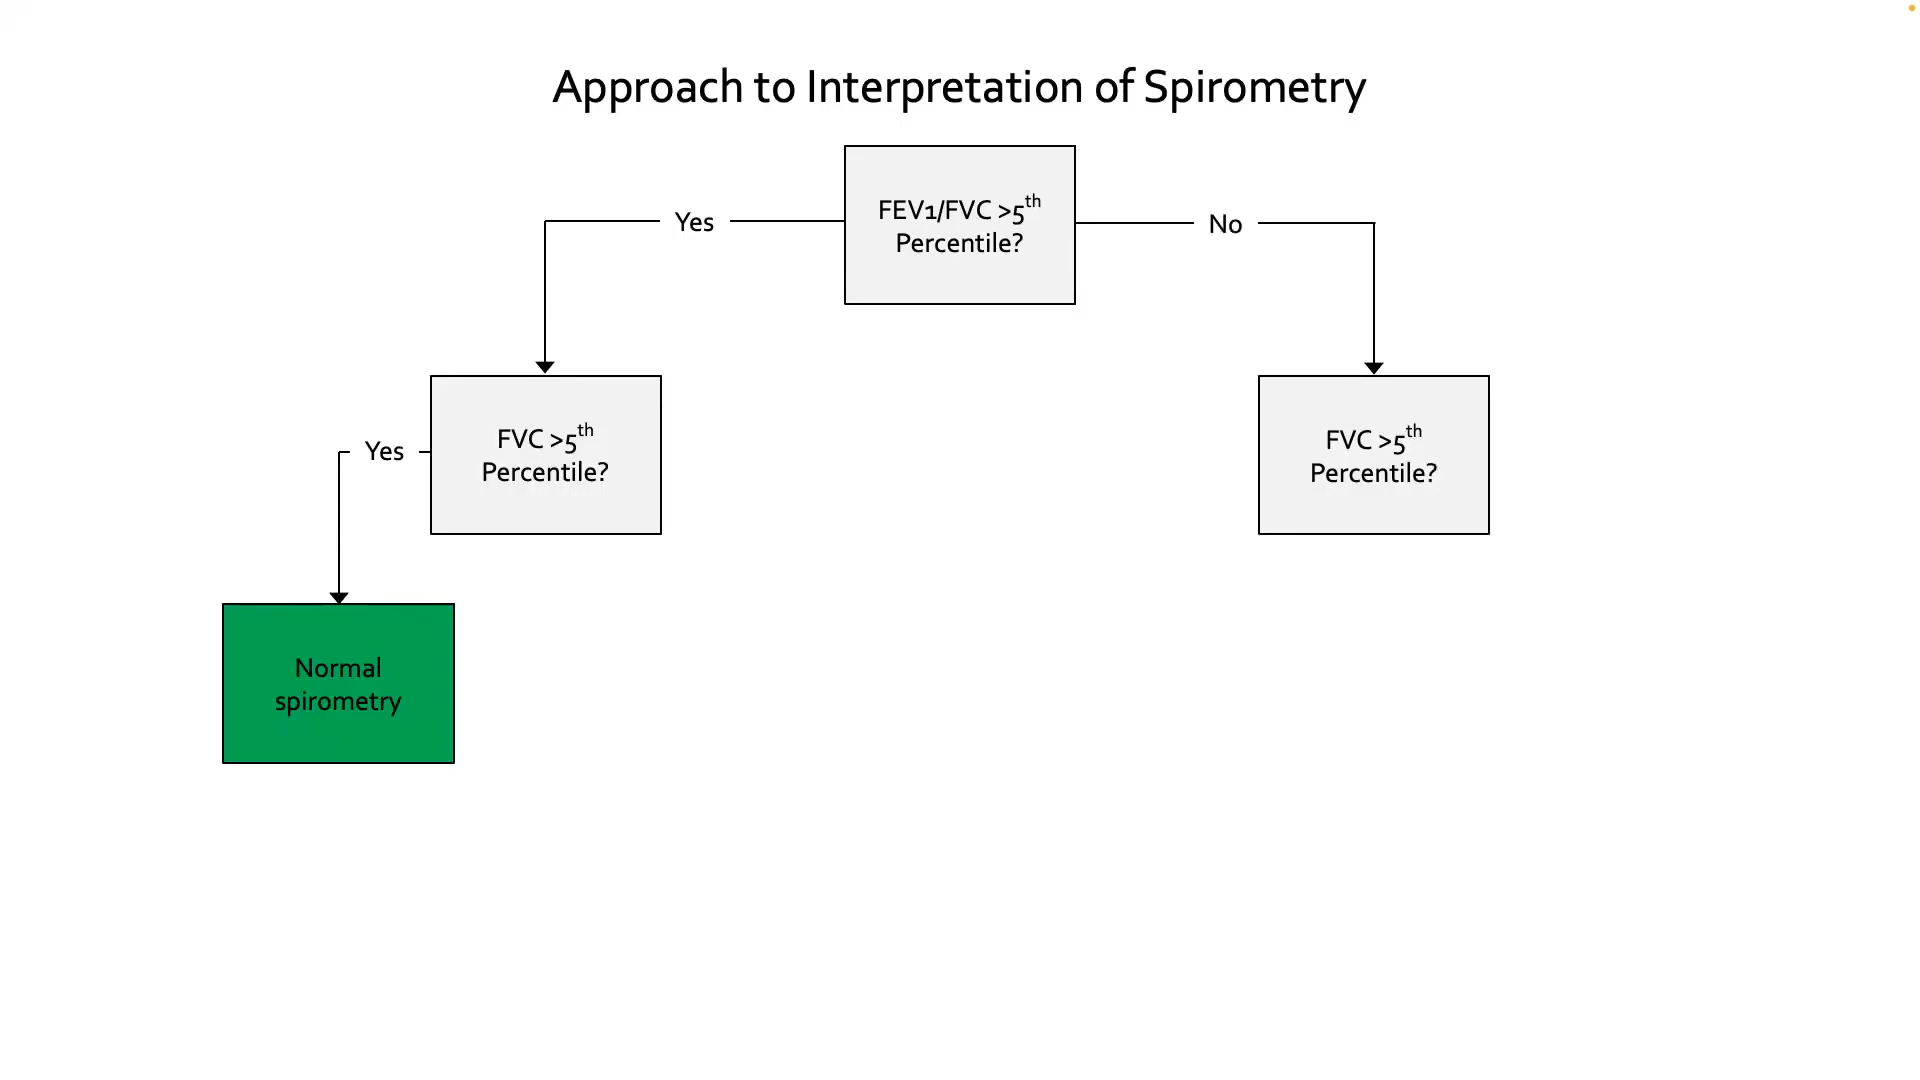 Approach to Interpretation of Spirometry
FEV1/FVC >5th
Percentile?
Yes
No
FVC >5th
Percentile?
FVC >5th
Percentile?
Yes
Normal
spirometry